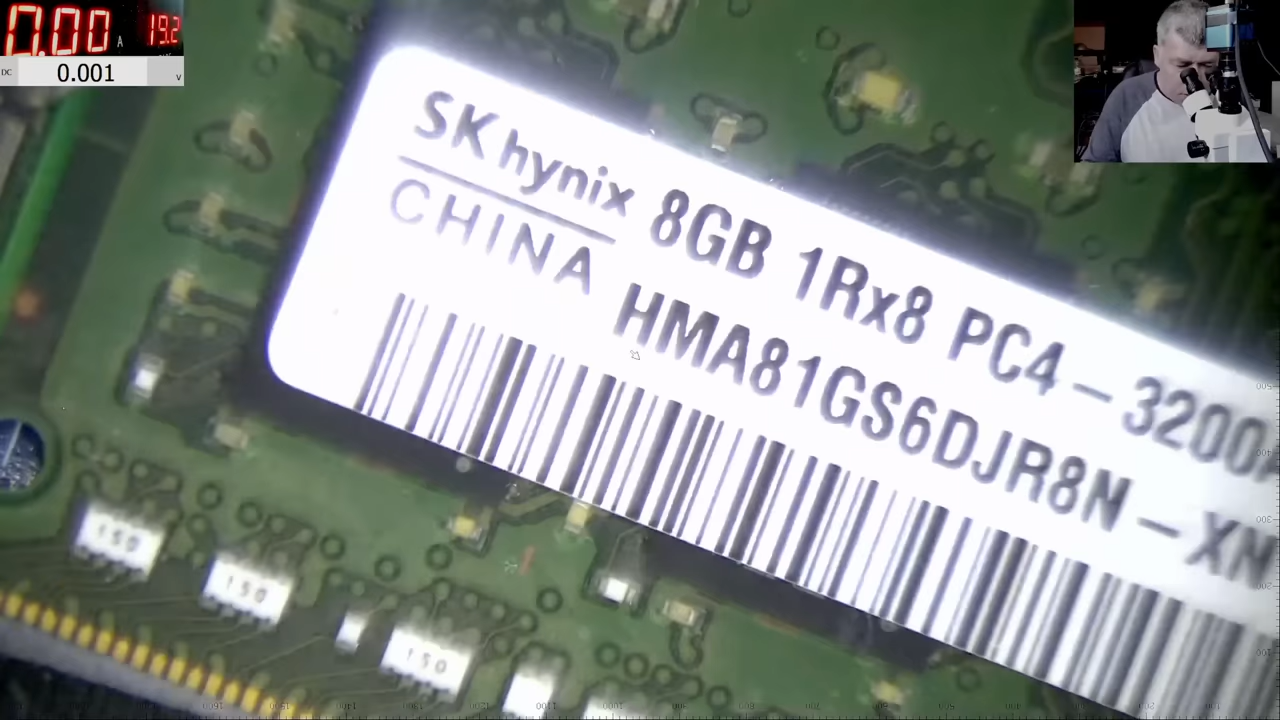 0.00 A 19.2
DC 0.001 V
SK hynix 8GB 1Rx8 PC4-3200
CHINA HMA81GS6DJR8N-XN
150
150
150